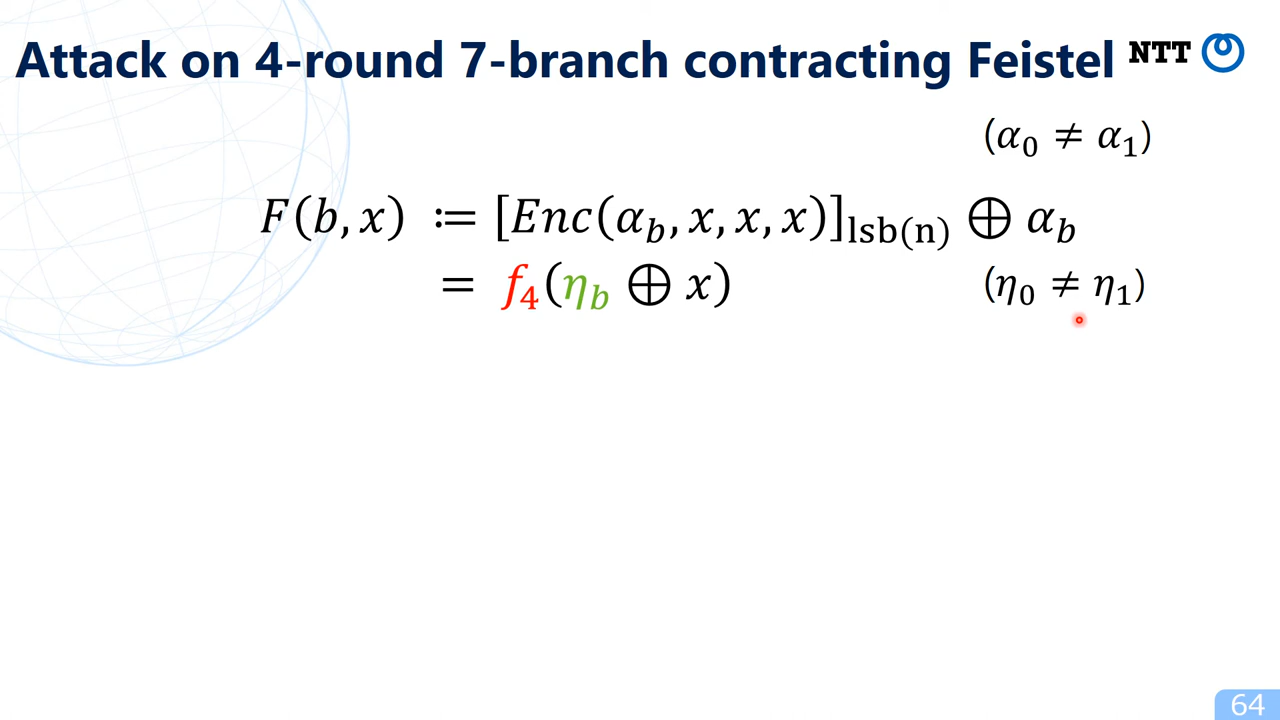 Attack on 4-round 7-branch contracting Feistel NTT
(α₀ ≠ α₁)
F(b, x) ≔ [Enc(α_b, x, x, x)]_lsb(n) ⊕ α_b
= f₄(η_b ⊕ x) (η₀ ≠ η₁)
64